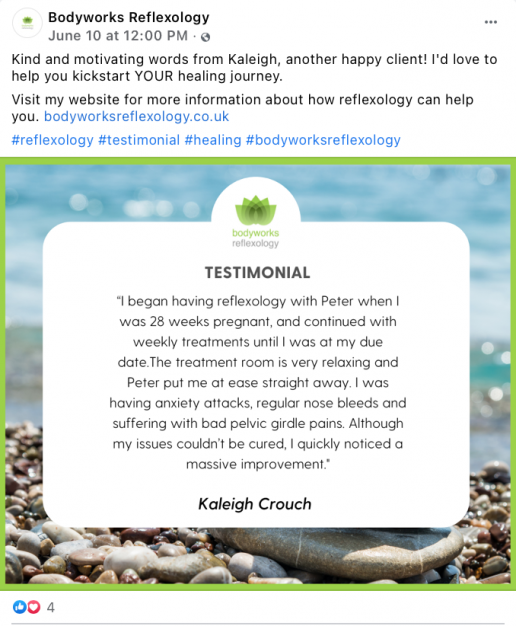 Bodyworks Reflexology
June 10 at 12:00 PM ·
Kind and motivating words from Kaleigh, another happy client! I'd love to
help you kickstart YOUR healing journey.
Visit my website for more information about how reflexology can help
you. bodyworksreflexology.co.uk
#reflexology #testimonial #healing #bodyworksreflexology
bodyworks
reflexology
TESTIMONIAL
"I began having reflexology with Peter when I
was 28 weeks pregnant, and continued with
weekly treatments until I was at my due
date.The treatment room is very relaxing and
Peter put me at ease straight away. I was
having anxiety attacks, regular nose bleeds and
suffering with bad pelvic girdle pains. Although
my issues couldn't be cured, I quickly noticed a
massive improvement."
Kaleigh Crouch
4